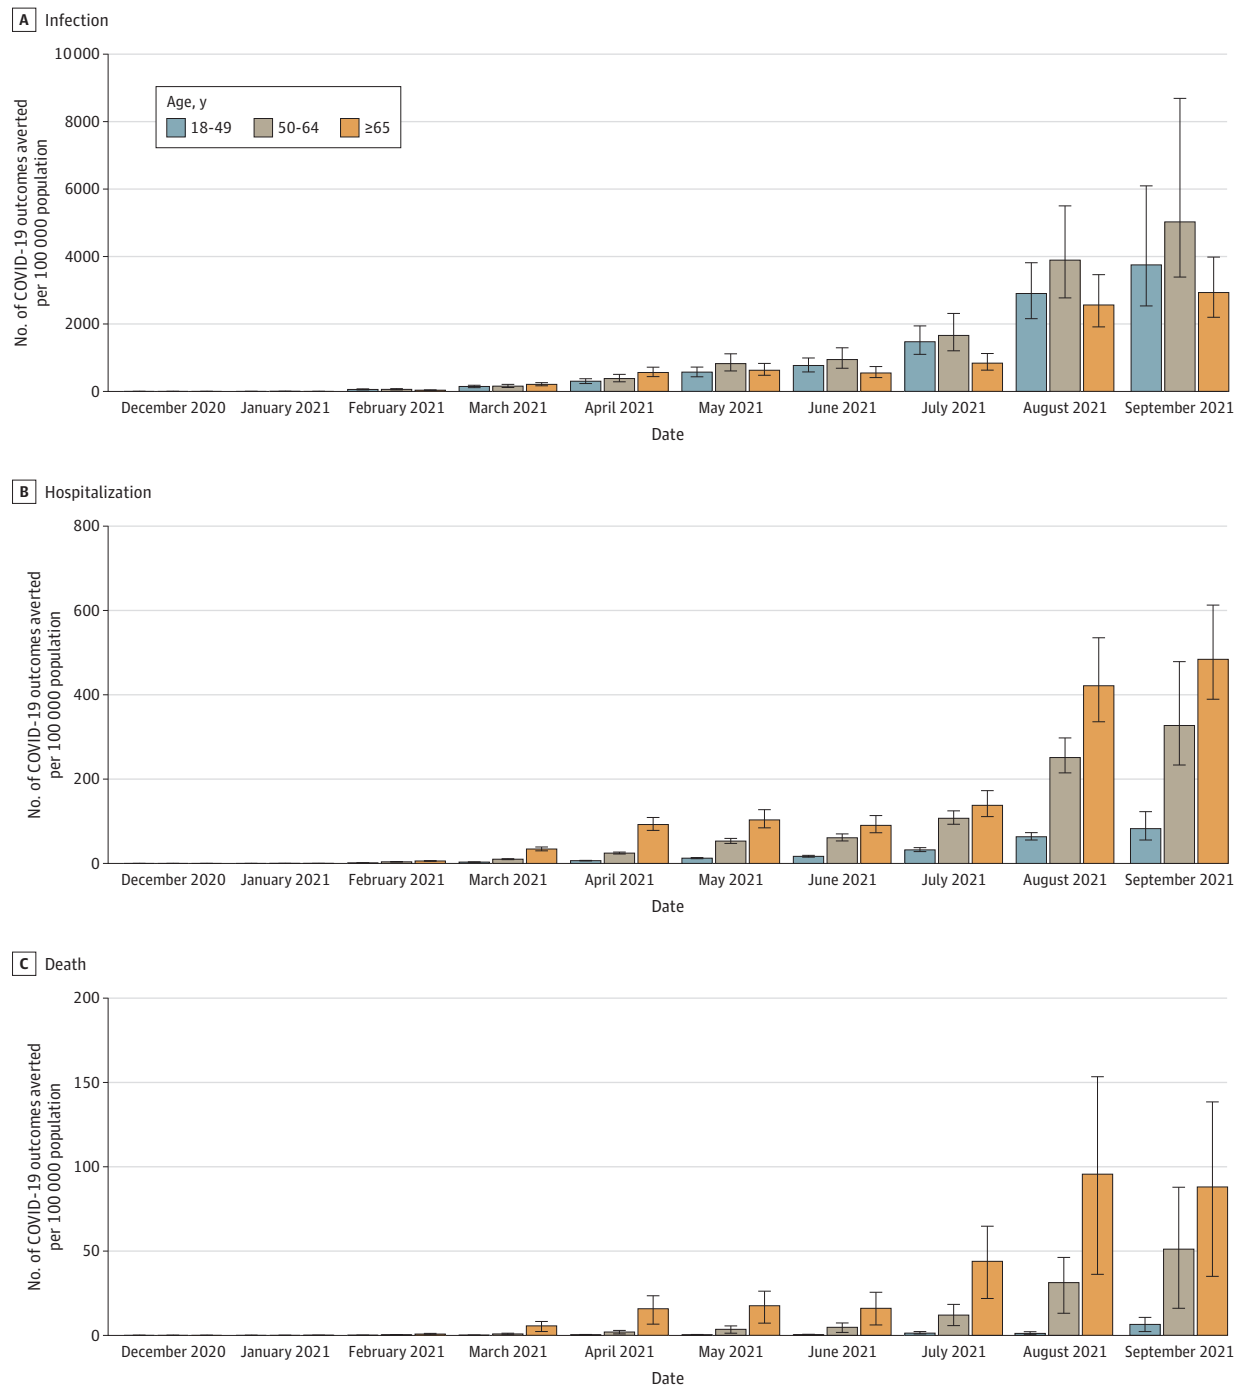 A Infection
No. of COVID-19 outcomes averted
per 100 000 population
10 000
8000
6000
4000
2000
0
Age, y
18-49 50-64 ≥65
December 2020 January 2021 February 2021 March 2021 April 2021 May 2021 June 2021 July 2021 August 2021 September 2021
Date
B Hospitalization
No. of COVID-19 outcomes averted
per 100 000 population
800
600
400
200
0
December 2020 January 2021 February 2021 March 2021 April 2021 May 2021 June 2021 July 2021 August 2021 September 2021
Date
C Death
No. of COVID-19 outcomes averted
per 100 000 population
200
150
100
50
0
December 2020 January 2021 February 2021 March 2021 April 2021 May 2021 June 2021 July 2021 August 2021 September 2021
Date